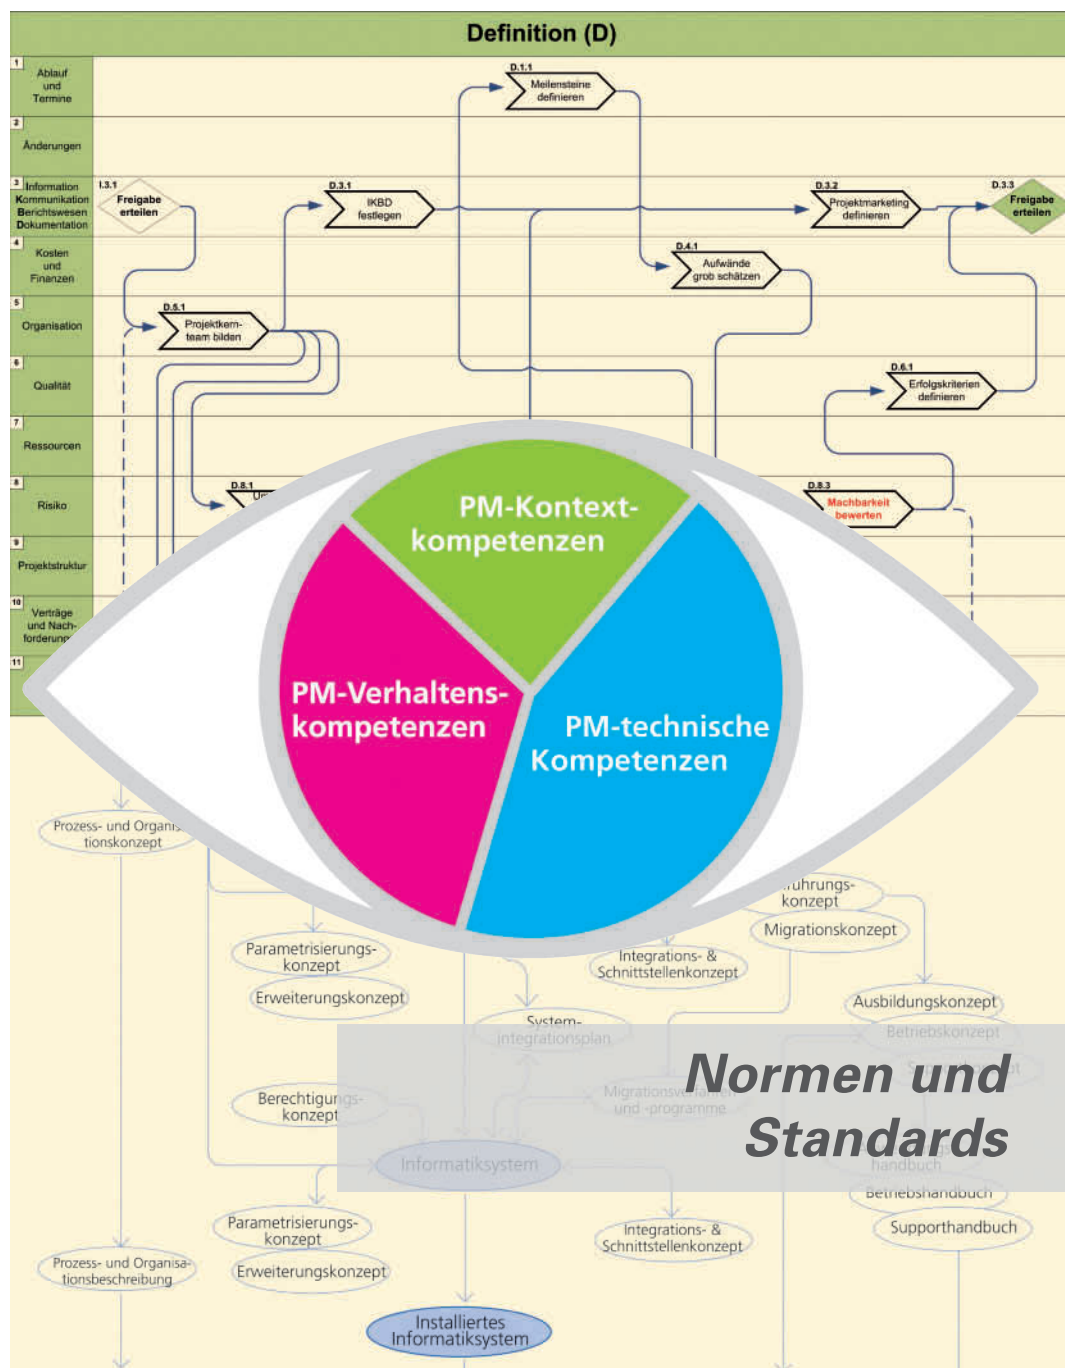 Definition (D)
1
Ablauf
und
Termine
D.1.1
Meilensteine
definieren
2
Änderungen
3
Information
Kommunikation
Berichtswesen
Dokumentation
I.3.1
Freigabe
erteilen
D.3.1
IKBD
festlegen
D.3.2
Projektmarketing
definieren
D.3.3
Freigabe
erteilen
4
Kosten
und
Finanzen
D.4.1
Aufwände
grob schätzen
5
Organisation
D.5.1
Projektkern-
team bilden
6
Qualität
D.6.1
Erfolgskriterien
definieren
7
Ressourcen
8
Risiko
D.8.1
D.8.3
Machbarkeit
bewerten
9
Projektstruktur
10
Verträge
und Nach-
11
PM-Kontext-
kompetenzen
PM-Verhaltens-
kompetenzen
PM-technische
Kompetenzen
Prozess- und Organisa-
tionskonzept
konzept
Migrationskonzept
Parametrisierungs-
konzept
Erweiterungskonzept
Integrations- &
Schnittstellenkonzept
Ausbildungskonzept
Betriebskonzept
System-
integrationsplan
Normen und
Standards
Berechtigungs-
konzept
Migrationsverfahren
und -programme
Informatiksystem
handbuch
Betriebshandbuch
Supporthandbuch
Parametrisierungs-
konzept
Erweiterungskonzept
Integrations- &
Schnittstellenkonzept
Prozess- und Organisa-
tionsbeschreibung
Installiertes
Informatiksystem